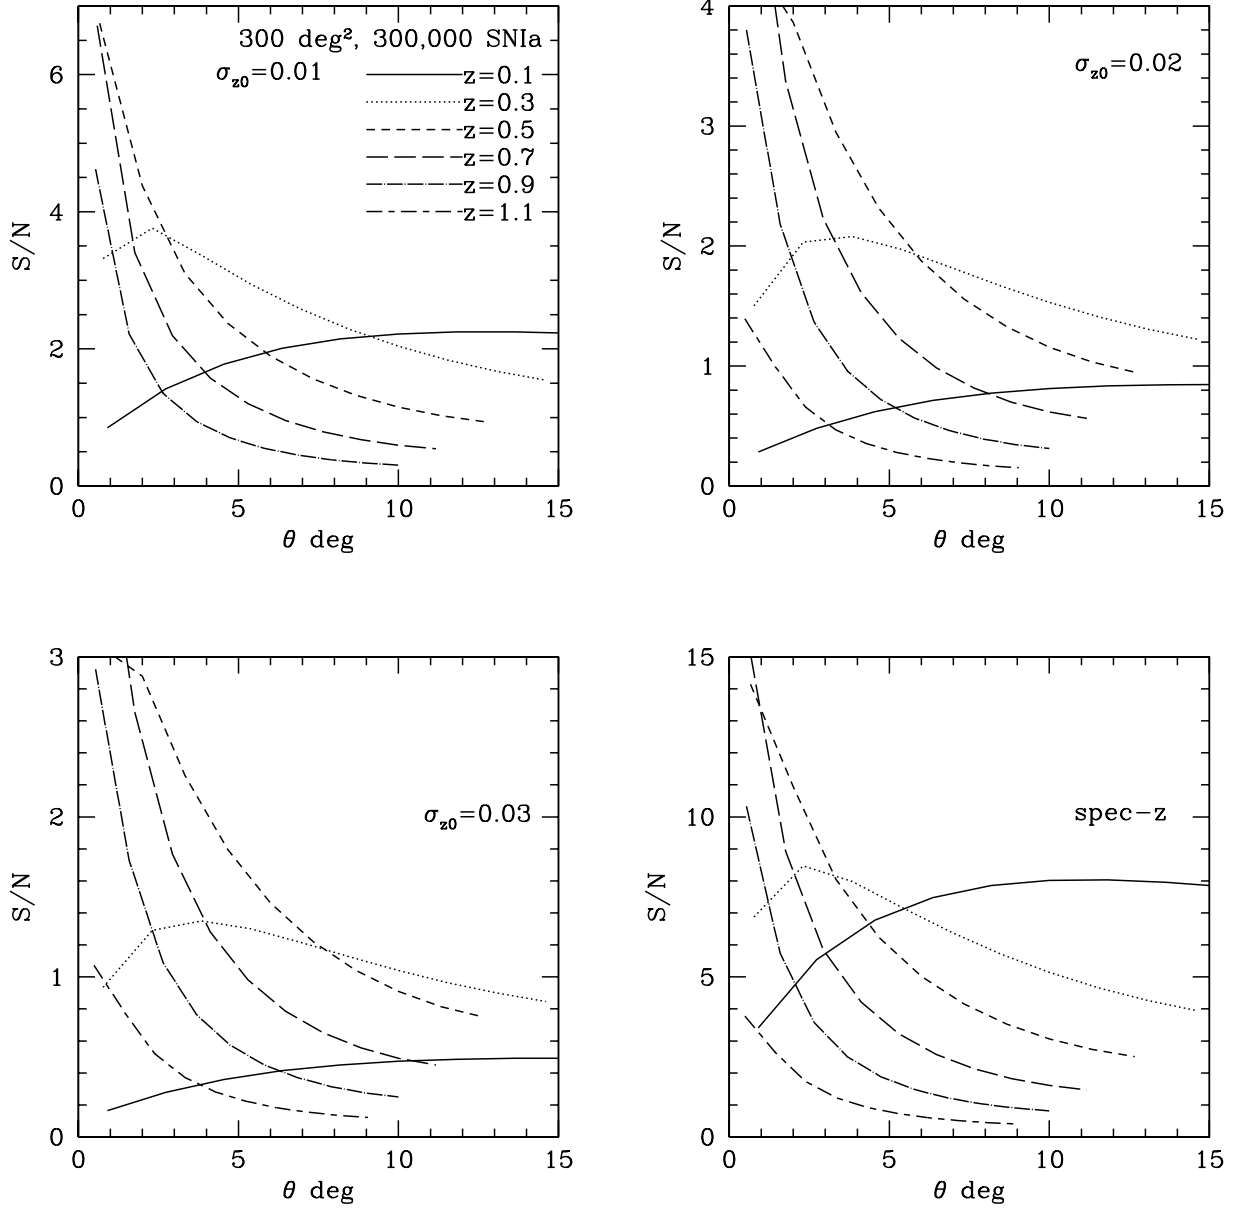 300 deg², 300,000 SNIa
σz0=0.01
z=0.1
z=0.3
z=0.5
z=0.7
z=0.9
z=1.1
S/N
6
4
2
0
0 5 10 15
θ deg
σz0=0.02
S/N
4
3
2
1
0
0 5 10 15
θ deg
σz0=0.03
S/N
3
2
1
0
0 5 10 15
θ deg
spec-z
S/N
15
10
5
0
0 5 10 15
θ deg